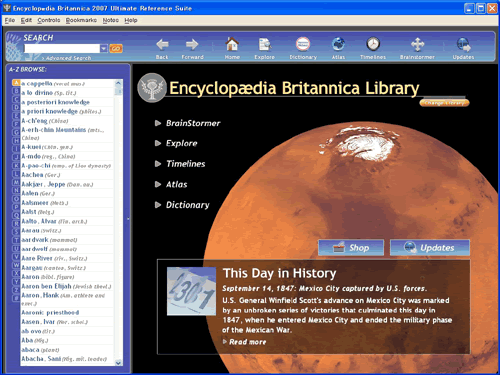 Encyclopædia Britannica 2007 Ultimate Reference Suite
File Edit Controls Bookmarks Notes Help
SEARCH
GO
Advanced Search
Back Forward Home Explore Dictionary Atlas Timelines Brainstormer Updates
A-Z BROWSE:
a cappello (vocal mus.)
a lo divino (Sp. lit.)
a posteriori knowledge
a priori knowledge (philos.)
A-ch'eng (China)
A-erh-chin Mountains (mts., China)
A-kuei (Chin. gen.)
A-mdo (reg., China)
A-pao-chi (emp. of Liao dynasty)
Aachen (Ger.)
Aakjær, Jeppe (Dan. au.)
Aalen (Ger.)
Aalsmeer (Neth.)
Aalst (Belg.)
Aalto, Alvar (Fin. arch.)
Aarau (Switz.)
aardvark (mammal)
aardwolf (mammal)
Aare River (riv., Switz.)
Aargau (canton, Switz.)
Aaron (bibl. figure)
Aaron ben Elijah (Jewish theol.)
Aaron, Hank (Am. athlete and exec.)
Aaronic priesthood
Aasen, Ivar (Nor. schol.)
ab ovo (lit.)
Aba (Nig.)
abaca (plant)
Abacha, Sani (Nig. mil. leader)
Encyclopædia Britannica Library
Change Library
BrainStormer
Explore
Timelines
Atlas
Dictionary
Shop
Updates
This Day in History
September 14, 1847: Mexico City captured by U.S. forces.
U.S. General Winfield Scott's advance on Mexico City was marked
by an unbroken series of victories that culminated this day in
1847, when he entered Mexico City and ended the military phase
of the Mexican War.
Read more